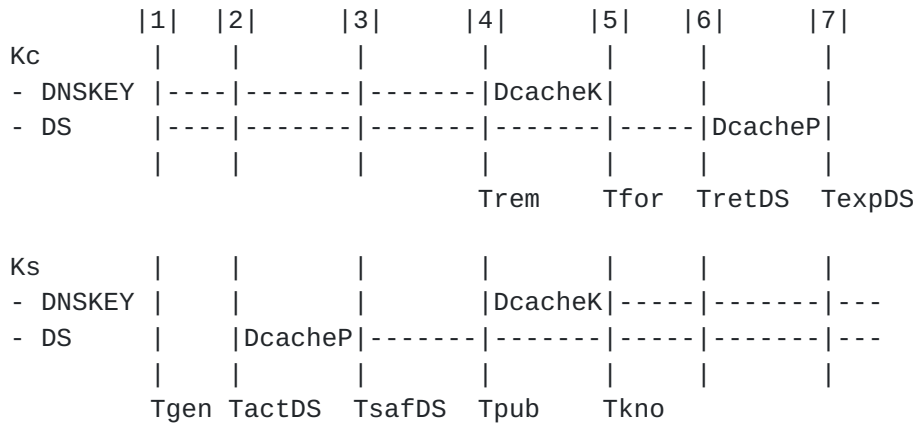 |1|  |2|     |3|     |4|     |5|   |6|     |7|
Kc       |    |       |       |       |     |       |
- DNSKEY |----|-------|-------|DcacheK|     |       |
- DS     |----|-------|-------|-------|-----|DcacheP|
         |    |       |       |       |     |       |
                              Trem    Tfor  TretDS  TexpDS
Ks       |    |       |       |       |     |       |
- DNSKEY |    |       |       |DcacheK|-----|-------|---
- DS     |    |DcacheP|-------|-------|-----|-------|---
         |    |       |       |       |     |       |
         Tgen TactDS  TsafDS  Tpub    Tkno